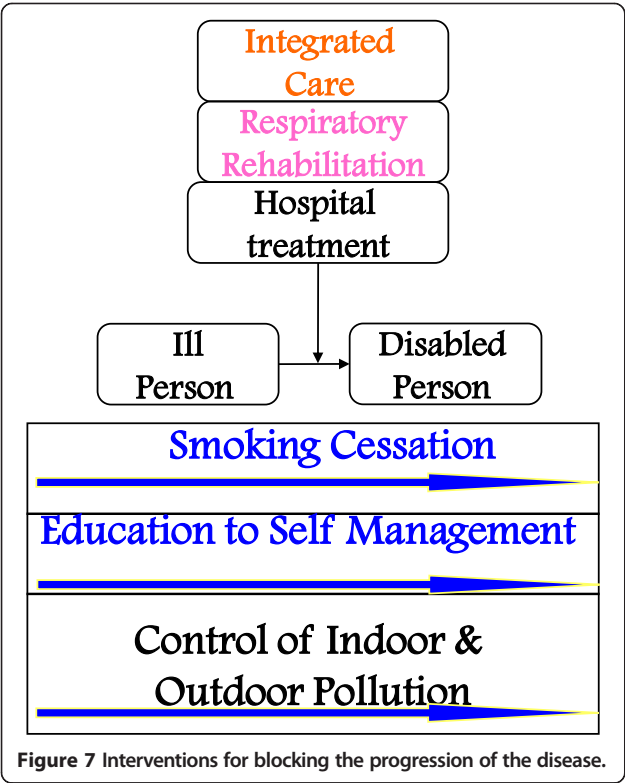 Integrated
Care
Respiratory
Rehabilitation
Hospital
treatment
Ill
Person
Disabled
Person
Smoking Cessation
Education to Self Management
Control of Indoor &
Outdoor Pollution
Figure 7 Interventions for blocking the progression of the disease.